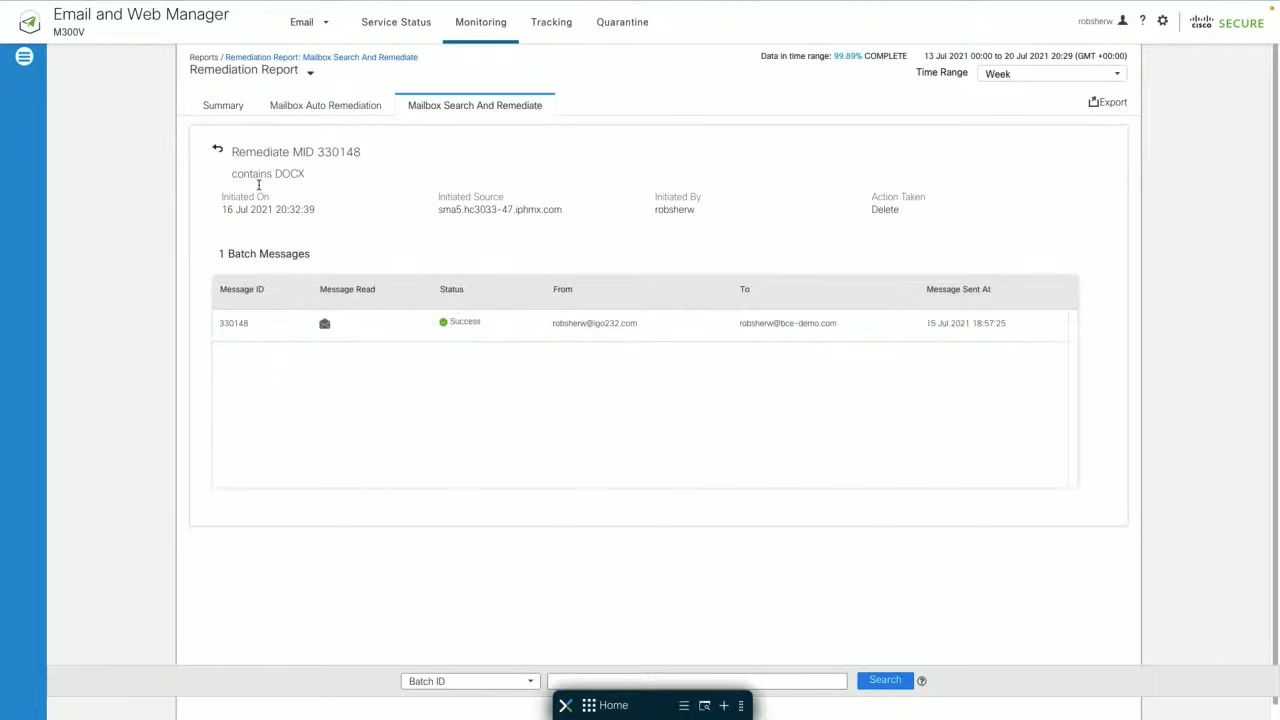 Email and Web Manager
M300V
Email
Service Status
Monitoring
Tracking
Quarantine
robsherw
?
cisco SECURE
Reports / Remediation Report: Mailbox Search And Remediate
Remediation Report
Data in time range: 99.89% COMPLETE
13 Jul 2021 00:00 to 20 Jul 2021 20:29 (GMT +00:00)
Time Range
Week
Summary
Mailbox Auto Remediation
Mailbox Search And Remediate
Export
Remediate MID 330148
contains DOCX
Initiated On
Initiated Source
Initiated By
Action Taken
16 Jul 2021 20:32:39
sma5.hc3033-47.iphmx.com
robsherw
Delete
1 Batch Messages
Message ID
Message Read
Status
From
To
Message Sent At
330148
Success
robsherw@igo232.com
robsherw@bce-demo.com
15 Jul 2021 18:57:25
Batch ID
Search
?
Home